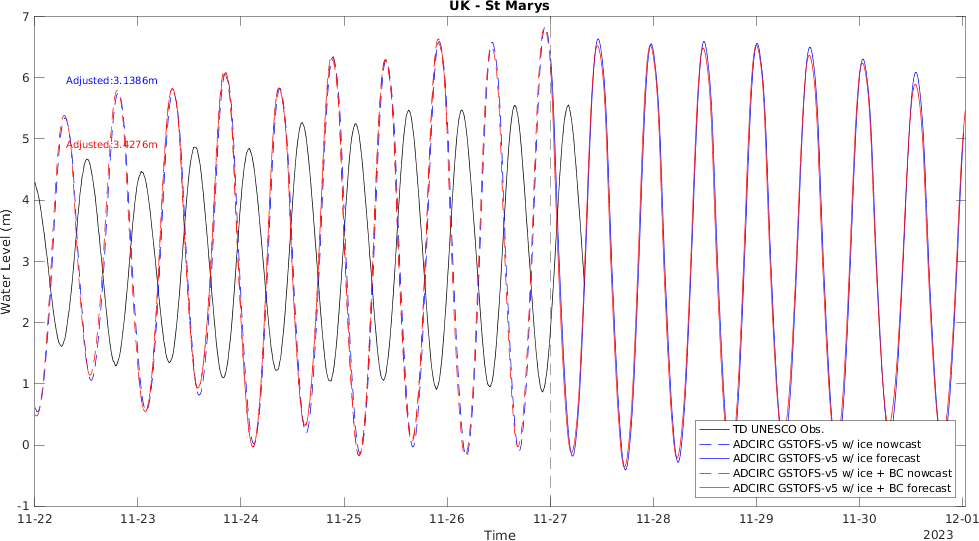 UK - St Marys
7
6
5
4
3
2
1
0
-1
Water Level (m)
Adjusted:3.1386m
Adjusted:3.4276m
TD UNESCO Obs.
ADCIRC GSTOFS-v5 w/ ice nowcast
ADCIRC GSTOFS-v5 w/ ice forecast
ADCIRC GSTOFS-v5 w/ ice + BC nowcast
ADCIRC GSTOFS-v5 w/ ice + BC forecast
11-22 11-23 11-24 11-25 11-26 11-27 11-28 11-29 11-30 12-01
Time
2023